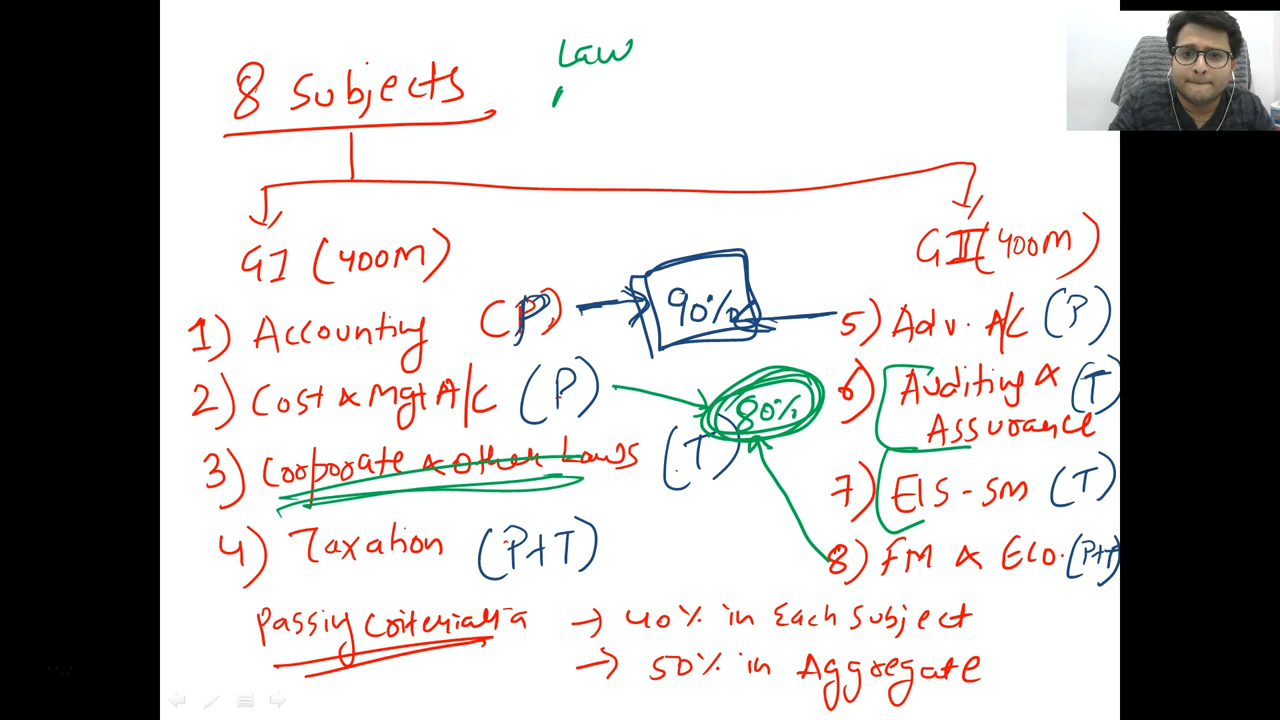 Law
8 Subjects
GI (400M)
GII (400M)
90%
1) Accounting (P)
5) Adv. A/C (P)
2) Cost & Mgt A/C (P)
80%
6) Auditing & (T)
Assurance
3) Corporate & Other Laws (T)
7) EIS-SM (T)
4) Taxation (P+T)
8) FM & Eco. (P+T)
Passing → 40% in Each Subject
→ 50% in Aggregate